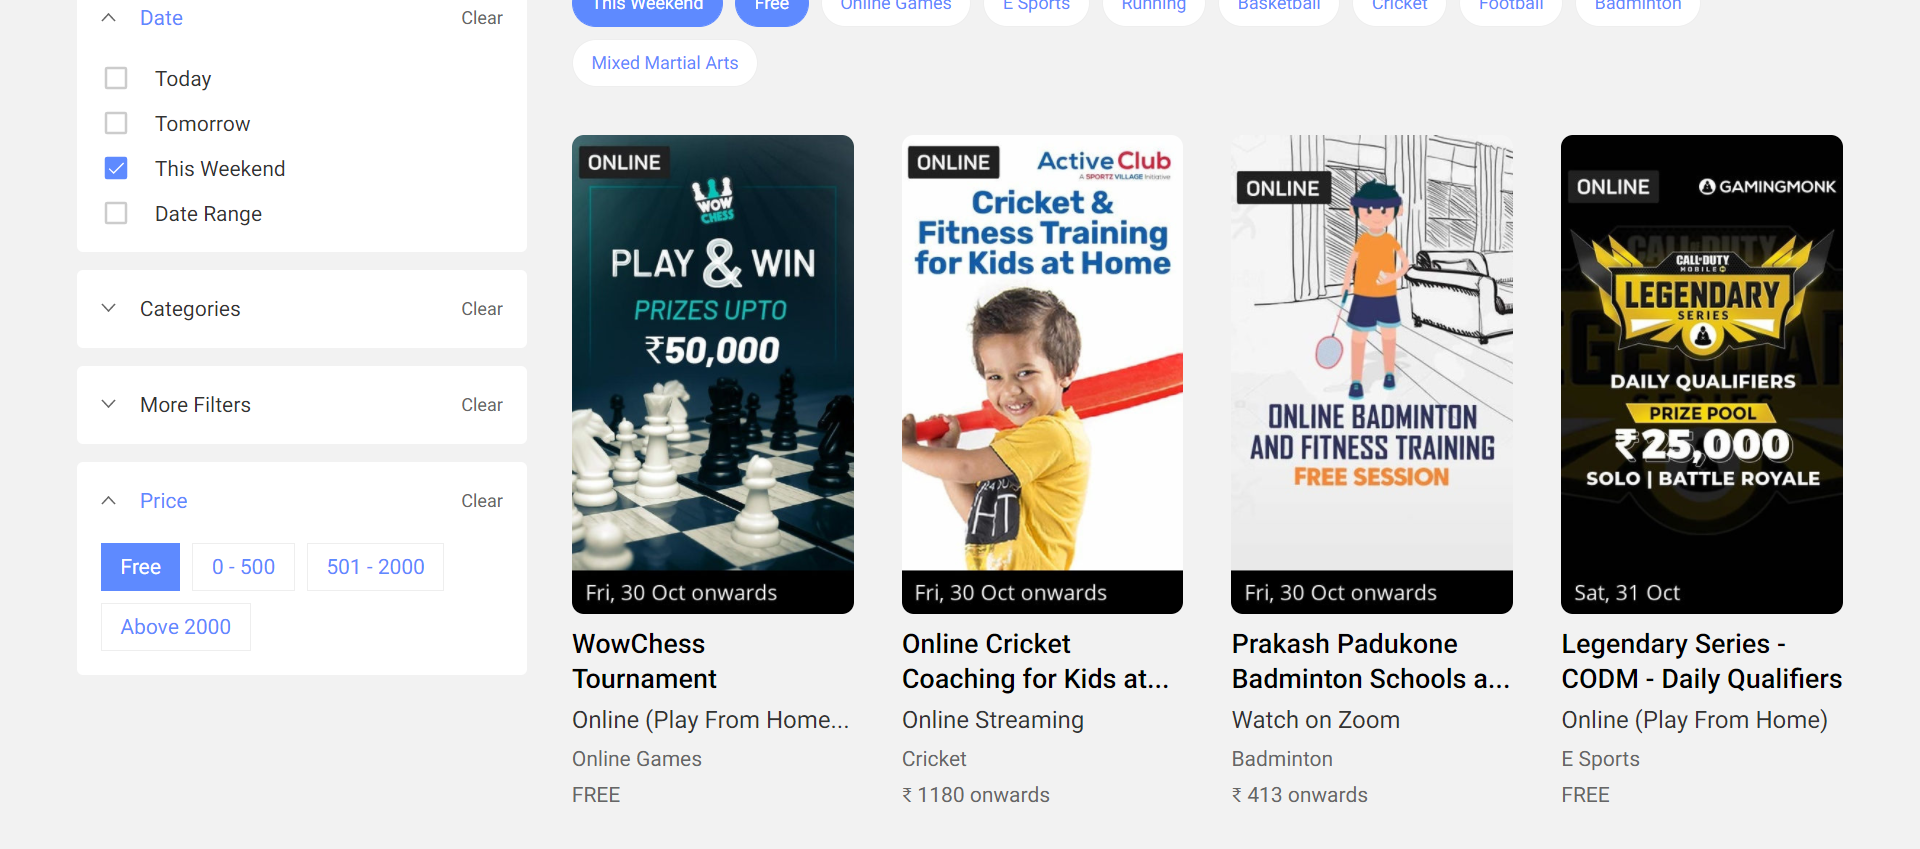 Date
Clear
Today
Tomorrow
This Weekend
Date Range
Categories
Clear
More Filters
Clear
Price
Clear
Free
0 - 500
501 - 2000
Above 2000
This Weekend
Free
Online Games
E Sports
Running
Basketball
Cricket
Football
Badminton
Mixed Martial Arts
ONLINE
WOW
CHESS
PLAY & WIN
PRIZES UPTO
₹50,000
Fri, 30 Oct onwards
WowChess
Tournament
Online (Play From Home...
Online Games
FREE
ONLINE
Active Club
A SPORTZ VILLAGE Initiative
Cricket &
Fitness Training
for Kids at Home
Fri, 30 Oct onwards
Online Cricket
Coaching for Kids at...
Online Streaming
Cricket
₹ 1180 onwards
ONLINE
ONLINE BADMINTON
AND FITNESS TRAINING
FREE SESSION
Fri, 30 Oct onwards
Prakash Padukone
Badminton Schools a...
Watch on Zoom
Badminton
₹ 413 onwards
ONLINE
GAMINGMONK
CALL OF DUTY
MOBILE
LEGENDARY
SERIES
DAILY QUALIFIERS
PRIZE POOL
₹25,000
SOLO | BATTLE ROYALE
Sat, 31 Oct
Legendary Series -
CODM - Daily Qualifiers
Online (Play From Home)
E Sports
FREE